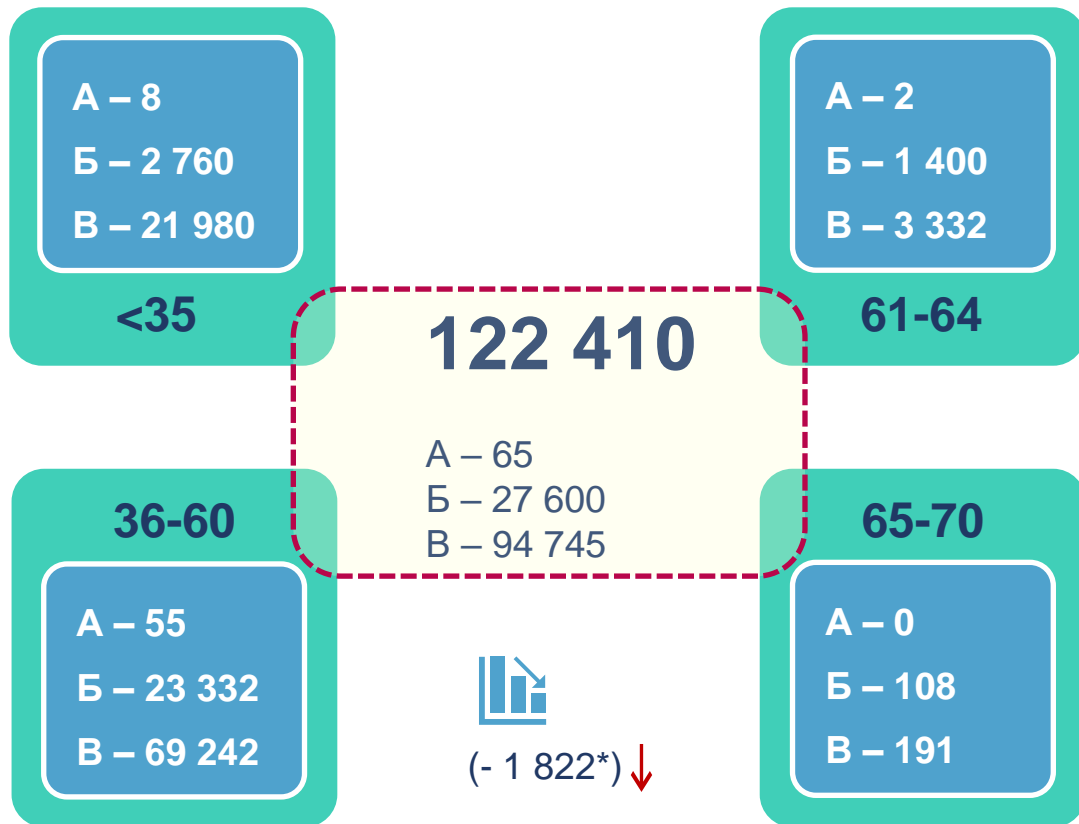 А – 8
Б – 2 760
В – 21 980
<35
А – 2
Б – 1 400
В – 3 332
61-64
122 410
А – 65
Б – 27 600
В – 94 745
36-60
А – 55
Б – 23 332
В – 69 242
65-70
А – 0
Б – 108
В – 191
(- 1 822*)